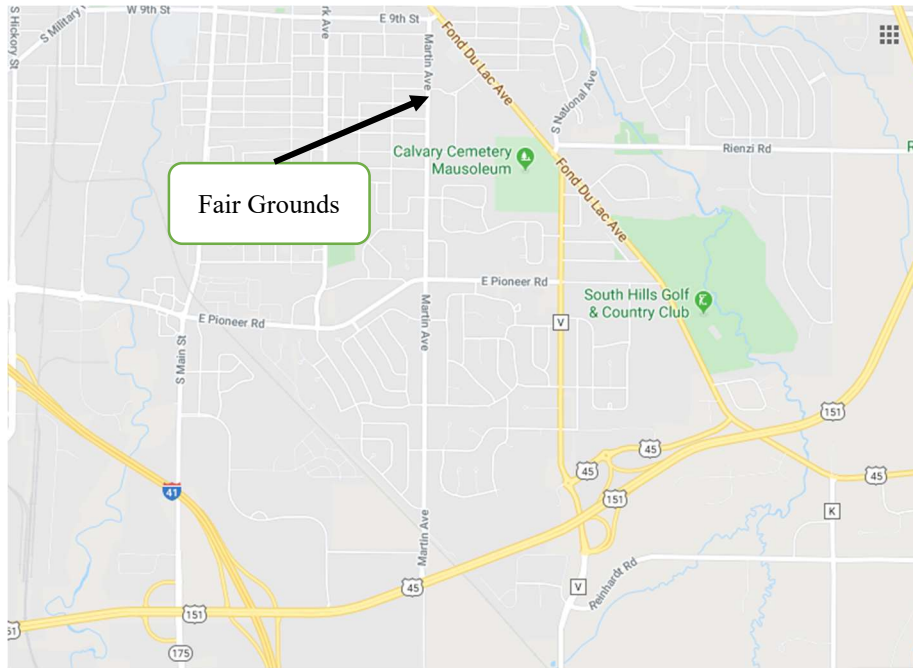 S Hickory St
S Military
W 9th St
rk Ave
E 9th St
Martin Ave
Fond Du Lac Ave
S National Ave
Rienzi Rd
R
Calvary Cemetery
Mausoleum
Fond Du Lac Ave
Fair Grounds
E Pioneer Rd
South Hills Golf
& Country Club
E Pioneer Rd
Martin Ave
V
S Main St
151
45
45
45
41
151
K
Martin Ave
45
V
Reinhardt Rd
151
51
175